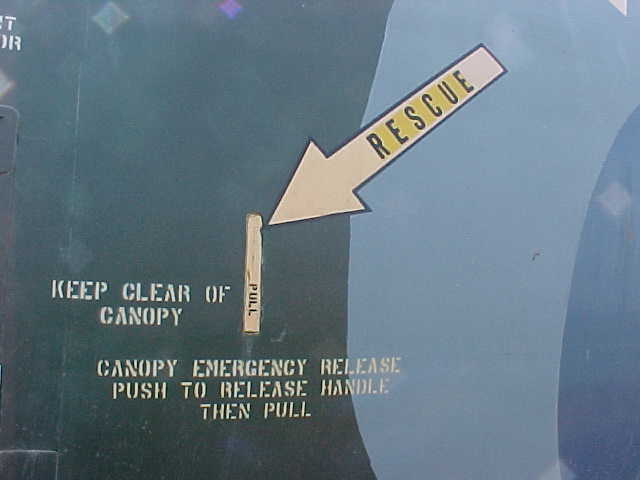 RESCUE
PULL
KEEP CLEAR OF
CANOPY
CANOPY EMERGENCY RELEASE
PUSH TO RELEASE HANDLE
THEN PULL